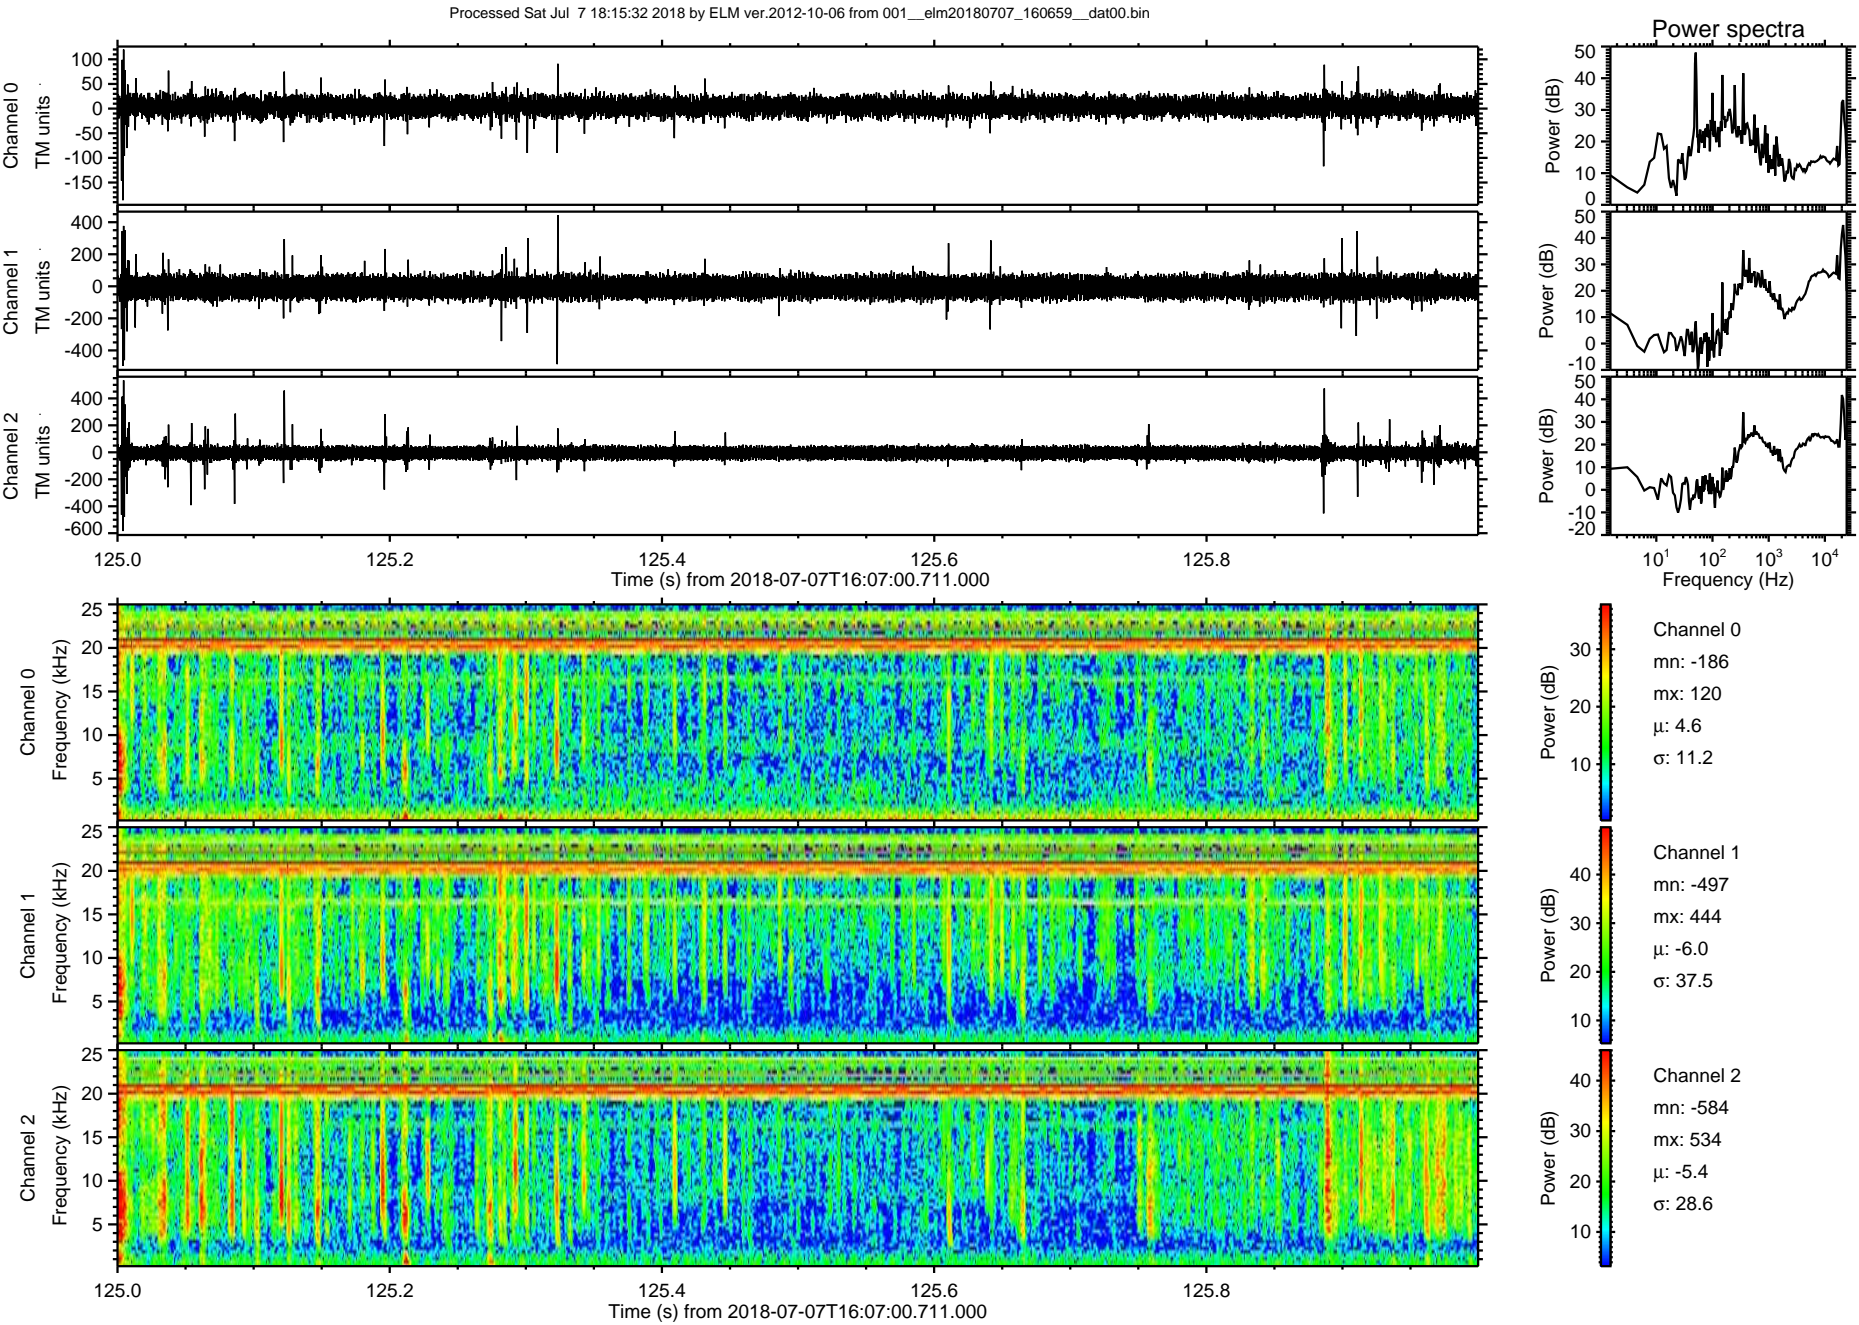 Processed Sat Jul 7 18:15:32 2018 by ELM ver.2012-10-06 from 001__elm20180707_160659__dat00.bin
Power spectra
Channel 0
TM units
100
50
0
-50
-100
-150
Power (dB)
50
40
30
20
10
0
Channel 1
TM units
400
200
0
-200
-400
Power (dB)
50
40
30
20
10
0
-10
Channel 2
TM units
400
200
0
-200
-400
-600
Power (dB)
50
40
30
20
10
0
-10
-20
125.0 125.2 125.4 125.6 125.8
Time (s) from 2018-07-07T16:07:00.711.000
10^1 10^2 10^3 10^4
Frequency (Hz)
Channel 0
Frequency (kHz)
25
20
15
10
5
Power (dB)
30
20
10
Channel 0
mn: -186
mx: 120
μ: 4.6
σ: 11.2
Channel 1
Frequency (kHz)
25
20
15
10
5
Power (dB)
40
30
20
10
Channel 1
mn: -497
mx: 444
μ: -6.0
σ: 37.5
Channel 2
Frequency (kHz)
25
20
15
10
5
Power (dB)
40
30
20
10
Channel 2
mn: -584
mx: 534
μ: -5.4
σ: 28.6
125.0 125.2 125.4 125.6 125.8
Time (s) from 2018-07-07T16:07:00.711.000